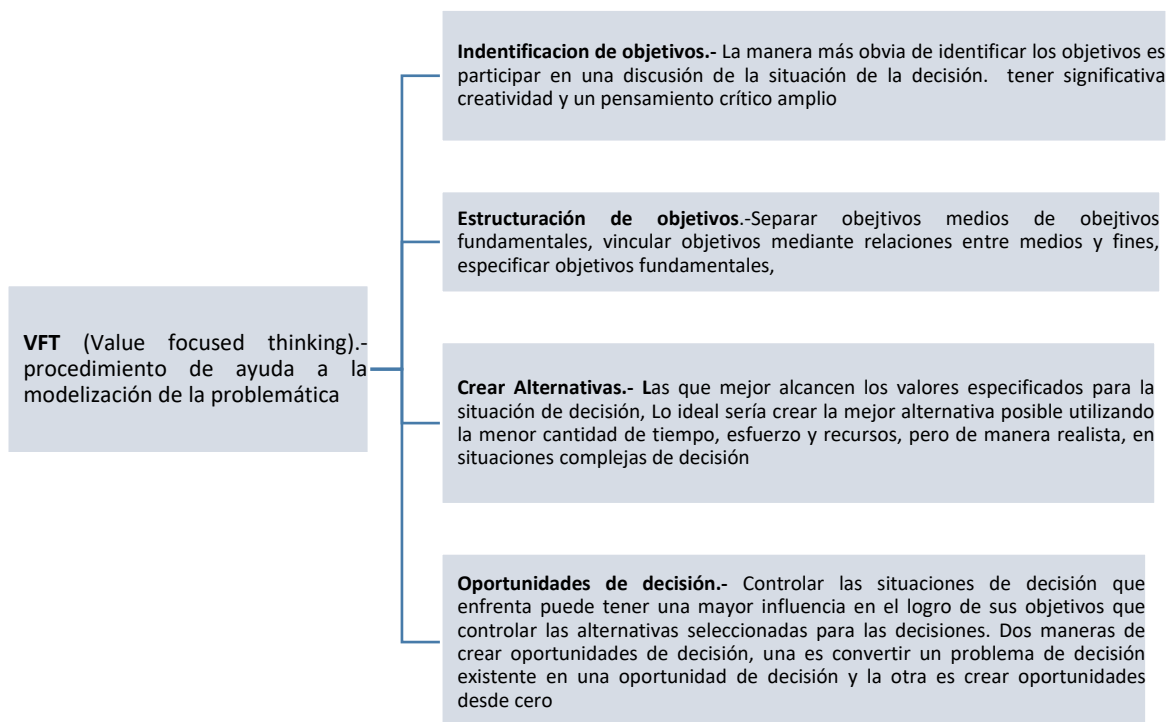 Indentificacion de objetivos.- La manera más obvia de identificar los objetivos es
participar en una discusión de la situación de la decisión. tener significativa
creatividad y un pensamiento crítico amplio
Estructuración de objetivos.-Separar obejtivos medios de obejtivos
fundamentales, vincular objetivos mediante relaciones entre medios y fines,
especificar objetivos fundamentales,
VFT (Value focused thinking).-
procedimiento de ayuda a la
modelización de la problemática
Crear Alternativas.- Las que mejor alcancen los valores especificados para la
situación de decisión, Lo ideal sería crear la mejor alternativa posible utilizando
la menor cantidad de tiempo, esfuerzo y recursos, pero de manera realista, en
situaciones complejas de decisión
Oportunidades de decisión.- Controlar las situaciones de decisión que
enfrenta puede tener una mayor influencia en el logro de sus objetivos que
controlar las alternativas seleccionadas para las decisiones. Dos maneras de
crear oportunidades de decisión, una es convertir un problema de decisión
existente en una oportunidad de decisión y la otra es crear oportunidades
desde cero